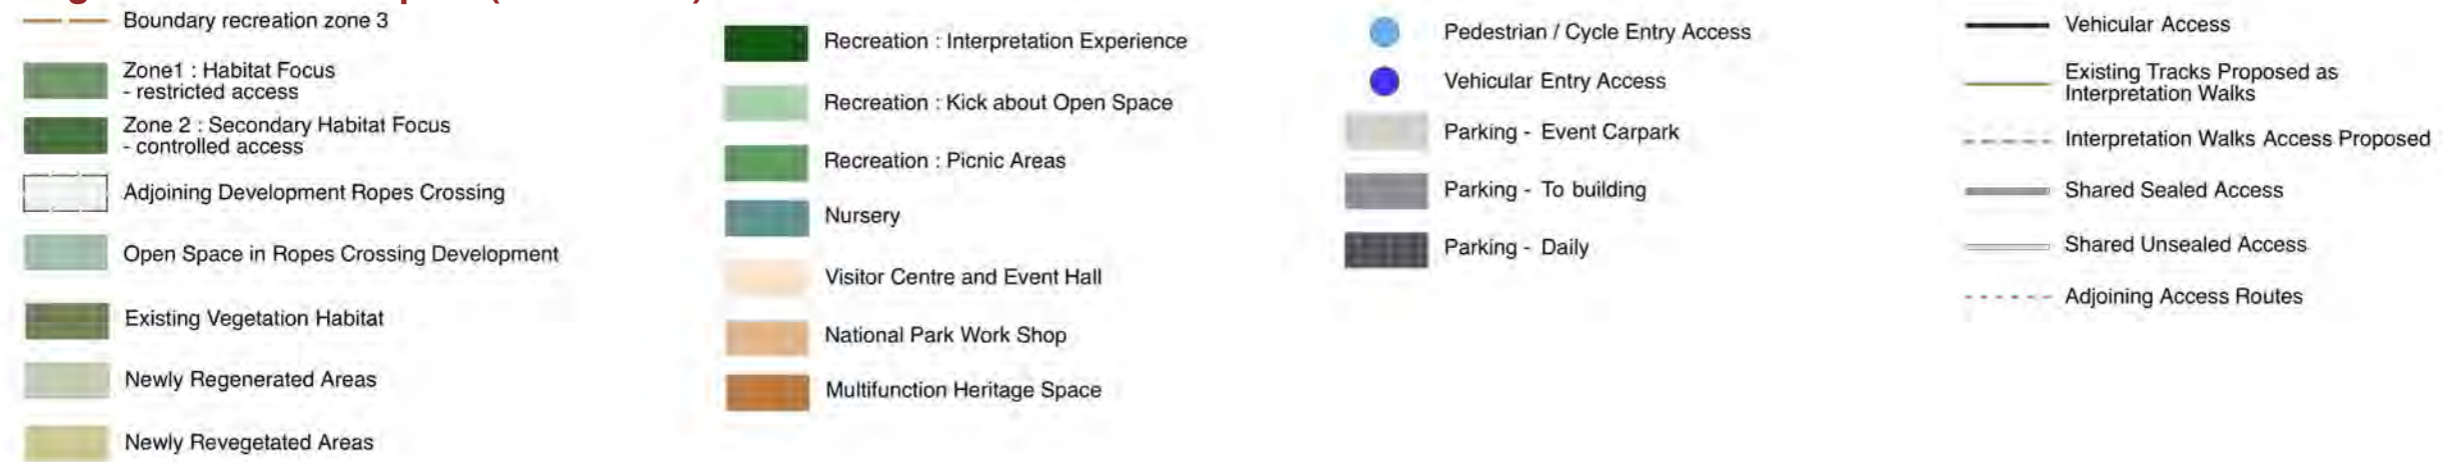 Boundary recreation zone 3
Zone1 : Habitat Focus
- restricted access
Zone 2 : Secondary Habitat Focus
- controlled access
Adjoining Development Ropes Crossing
Open Space in Ropes Crossing Development
Existing Vegetation Habitat
Newly Regenerated Areas
Newly Revegetated Areas
Recreation : Interpretation Experience
Recreation : Kick about Open Space
Recreation : Picnic Areas
Nursery
Visitor Centre and Event Hall
National Park Work Shop
Multifunction Heritage Space
Pedestrian / Cycle Entry Access
Vehicular Entry Access
Parking - Event Carpark
Parking - To building
Parking - Daily
Vehicular Access
Existing Tracks Proposed as
Interpretation Walks
Interpretation Walks Access Proposed
Shared Sealed Access
Shared Unsealed Access
Adjoining Access Routes